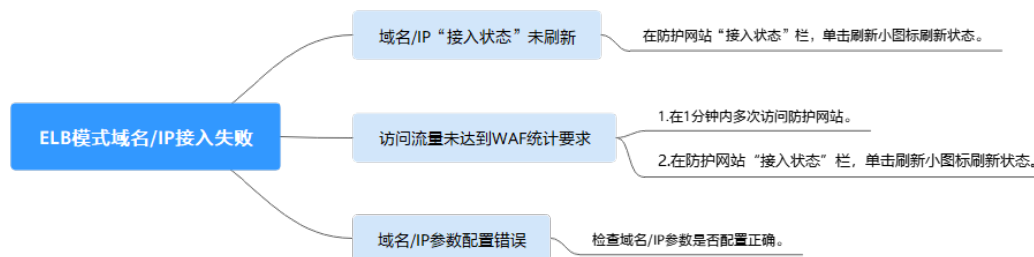 ELB模式域名/IP接入失败
域名/IP“接入状态”未刷新
在防护网站“接入状态”栏，单击刷新小图标刷新状态。
访问流量未达到WAF统计要求
1.在1分钟内多次访问防护网站。
2.在防护网站“接入状态”栏，单击刷新小图标刷新状态。
域名/IP参数配置错误
检查域名/IP参数是否配置正确。